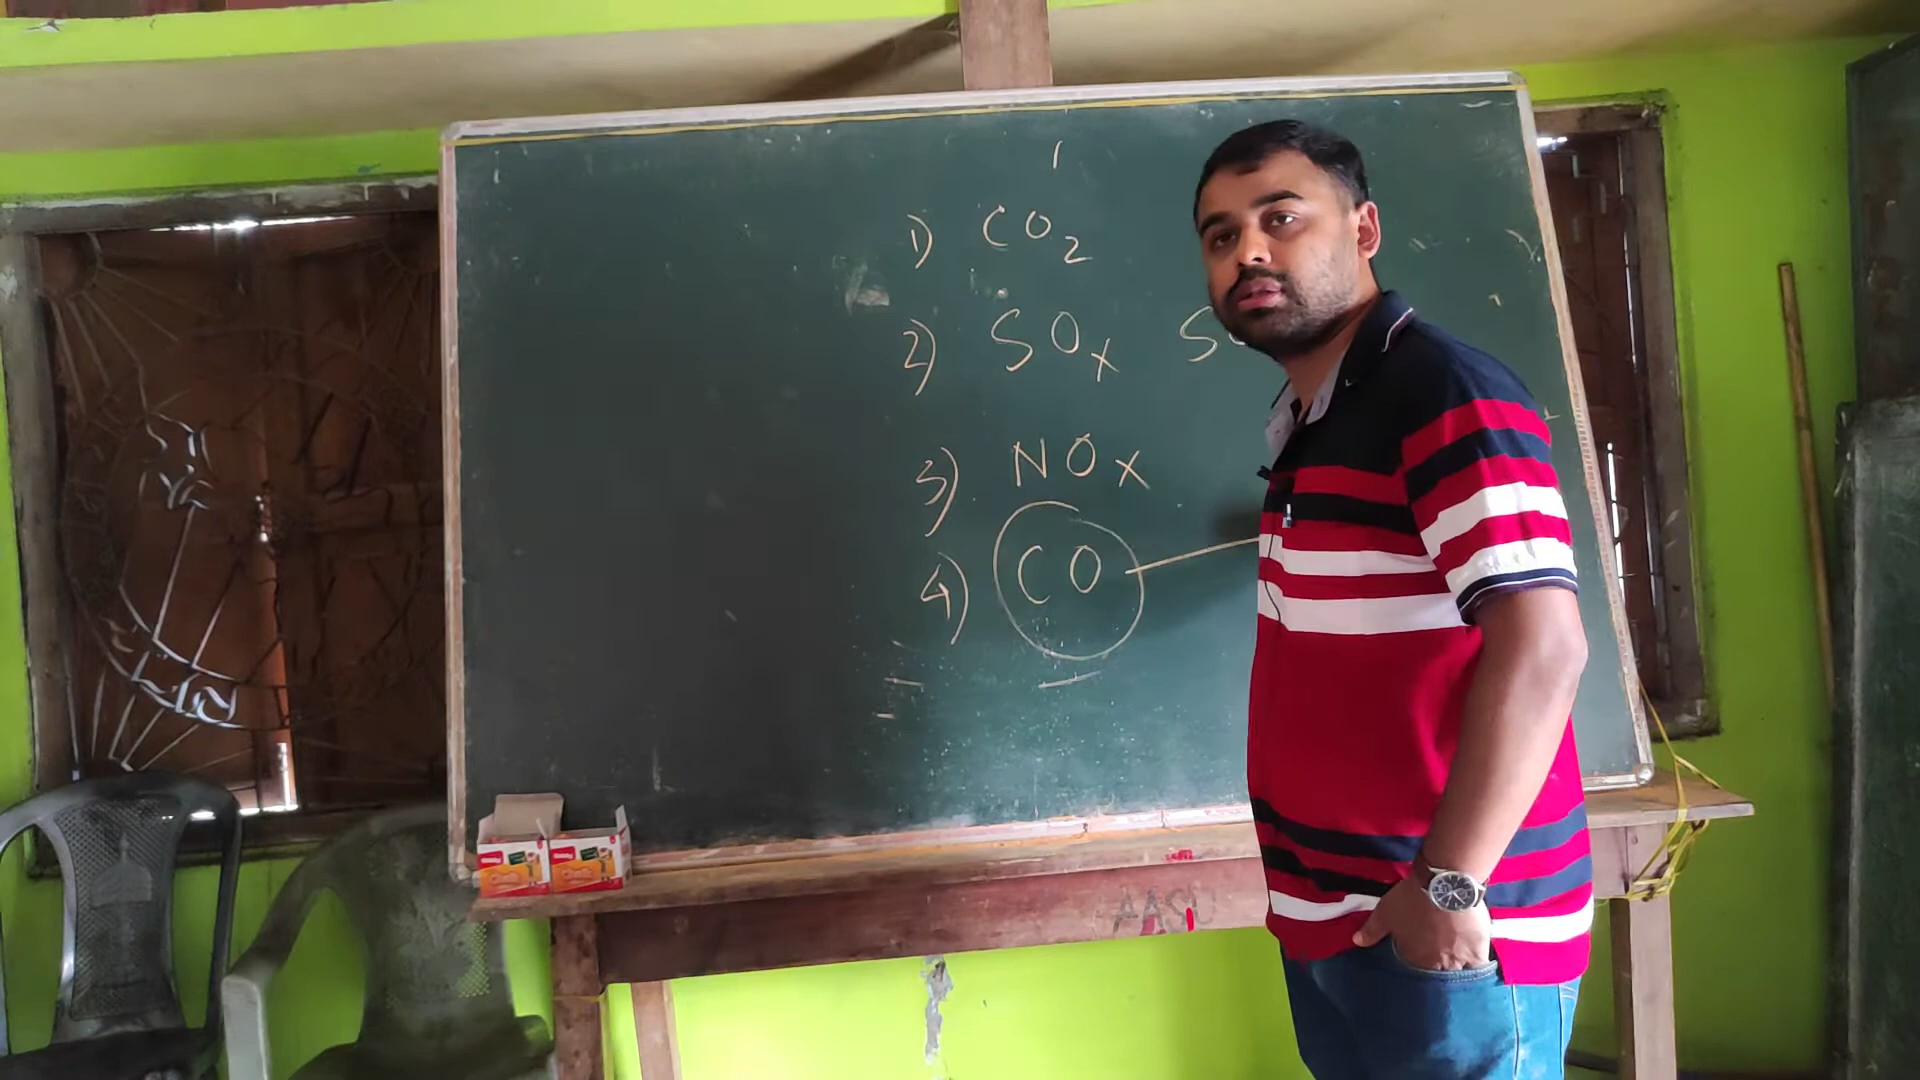 1) CO₂
2) SOx S
3) NOx
4) CO
AASU